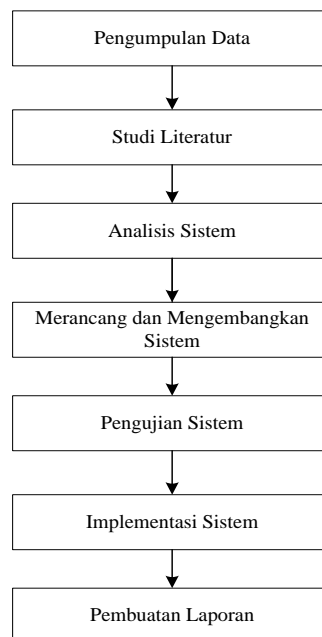 Pengumpulan Data
Studi Literatur
Analisis Sistem
Merancang dan Mengembangkan
Sistem
Pengujian Sistem
Implementasi Sistem
Pembuatan Laporan